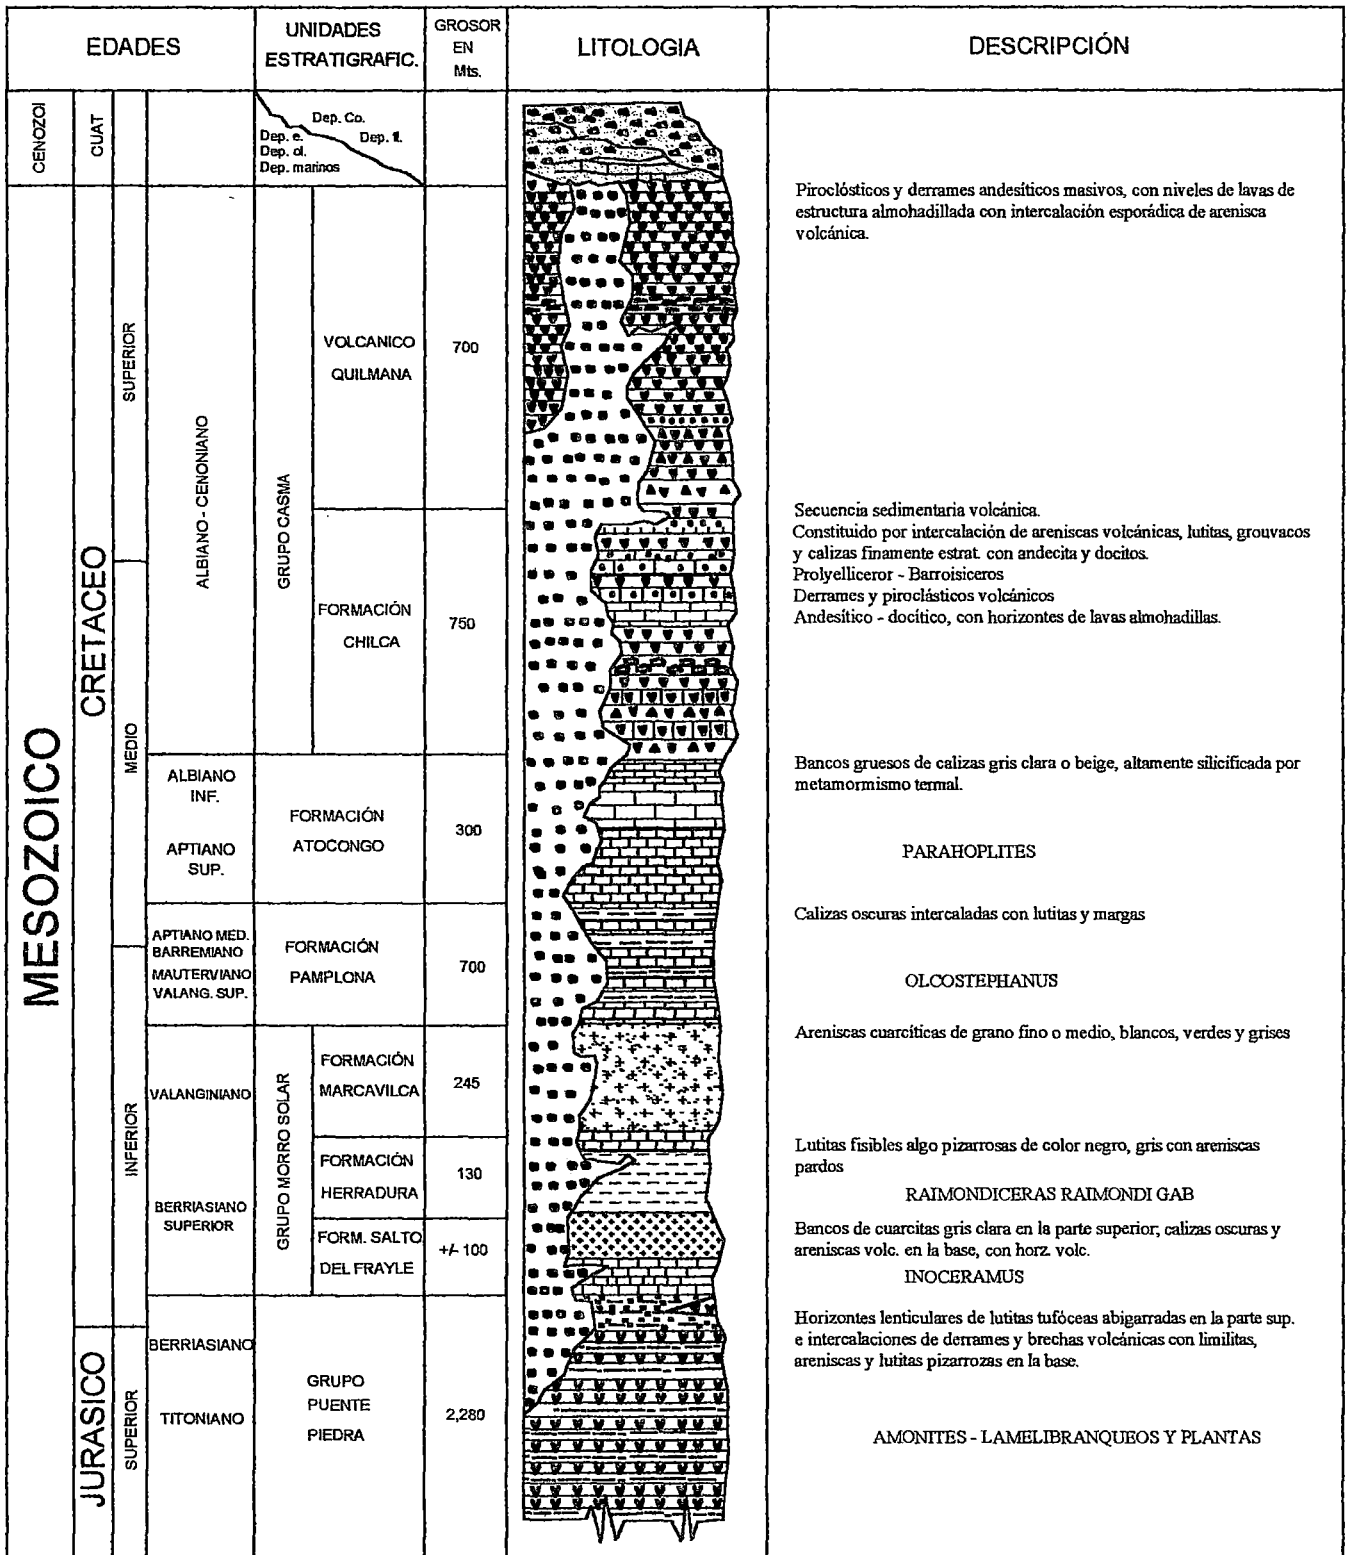 EDADES
UNIDADES
ESTRATIGRAFIC.
GROSOR
EN
Mts.
LITOLOGIA
DESCRIPCIÓN
CENOZOI
CUAT
Dep. Co.
Dep. e.
Dep. fl.
Dep. ol.
Dep. marinos
MESOZOICO
CRETACEO
SUPERIOR
MEDIO
INFERIOR
JURASICO
SUPERIOR
ALBIANO - CENONIANO
GRUPO CASMA
VOLCANICO
QUILMANA
700
Piroclósticos y derrames andesíticos masivos, con niveles de lavas de
estructura almohadillada con intercalación esporádica de arenisca
volcánica.
FORMACIÓN
CHILCA
750
Secuencia sedimentaria volcánica.
Constituido por intercalación de areniscas volcánicas, lutitas, grouvacos
y calizas finamente estrat. con andecita y docitos.
Prolyelliceror - Barroisiceros
Derrames y piroclásticos volcánicos
Andesítico - docítico, con horizontes de lavas almohadillas.
ALBIANO
INF.
APTIANO
SUP.
FORMACIÓN
ATOCONGO
300
Bancos gruesos de calizas gris clara o beige, altamente silicificada por
metamormismo termal.
PARAHOPLITES
APTIANO MED.
BARREMIANO
MAUTERVIANO
VALANG. SUP.
FORMACIÓN
PAMPLONA
700
Calizas oscuras intercaladas con lutitas y margas
OLCOSTEPHANUS
VALANGINIANO
GRUPO MORRO SOLAR
FORMACIÓN
MARCAVILCA
245
Areniscas cuarcíticas de grano fino o medio, blancos, verdes y grises
FORMACIÓN
HERRADURA
130
Lutitas fisibles algo pizarrosas de color negro, gris con areniscas
pardos
RAIMONDICERAS RAIMONDI GAB
BERRIASIANO
SUPERIOR
FORM. SALTO
DEL FRAYLE
+/- 100
Bancos de cuarcitas gris clara en la parte superior; calizas oscuras y
areniscas volc. en la base, con horz. volc.
INOCERAMUS
BERRIASIANO
TITONIANO
GRUPO
PUENTE
PIEDRA
2,280
Horizontes lenticulares de lutitas tufóceas abigarradas en la parte sup.
e intercalaciones de derrames y brechas volcánicas con limilitas,
areniscas y lutitas pizarrozas en la base.
AMONITES - LAMELIBRANQUEOS Y PLANTAS